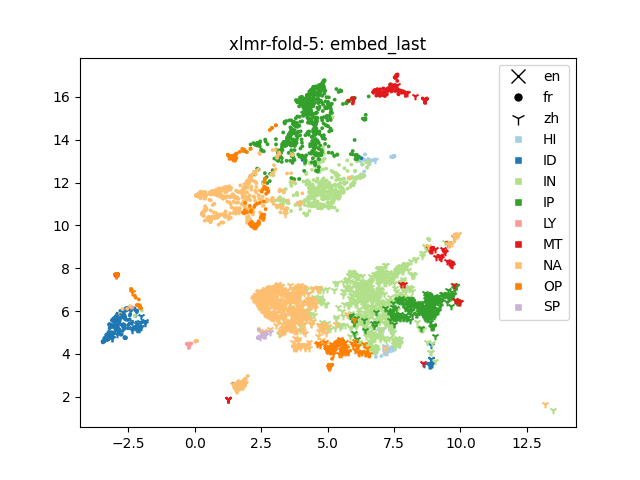 xlmr-fold-5: embed_last
en
fr
zh
HI
ID
IN
IP
LY
MT
NA
OP
SP
16
14
12
10
8
6
4
2
−2.5 0.0 2.5 5.0 7.5 10.0 12.5